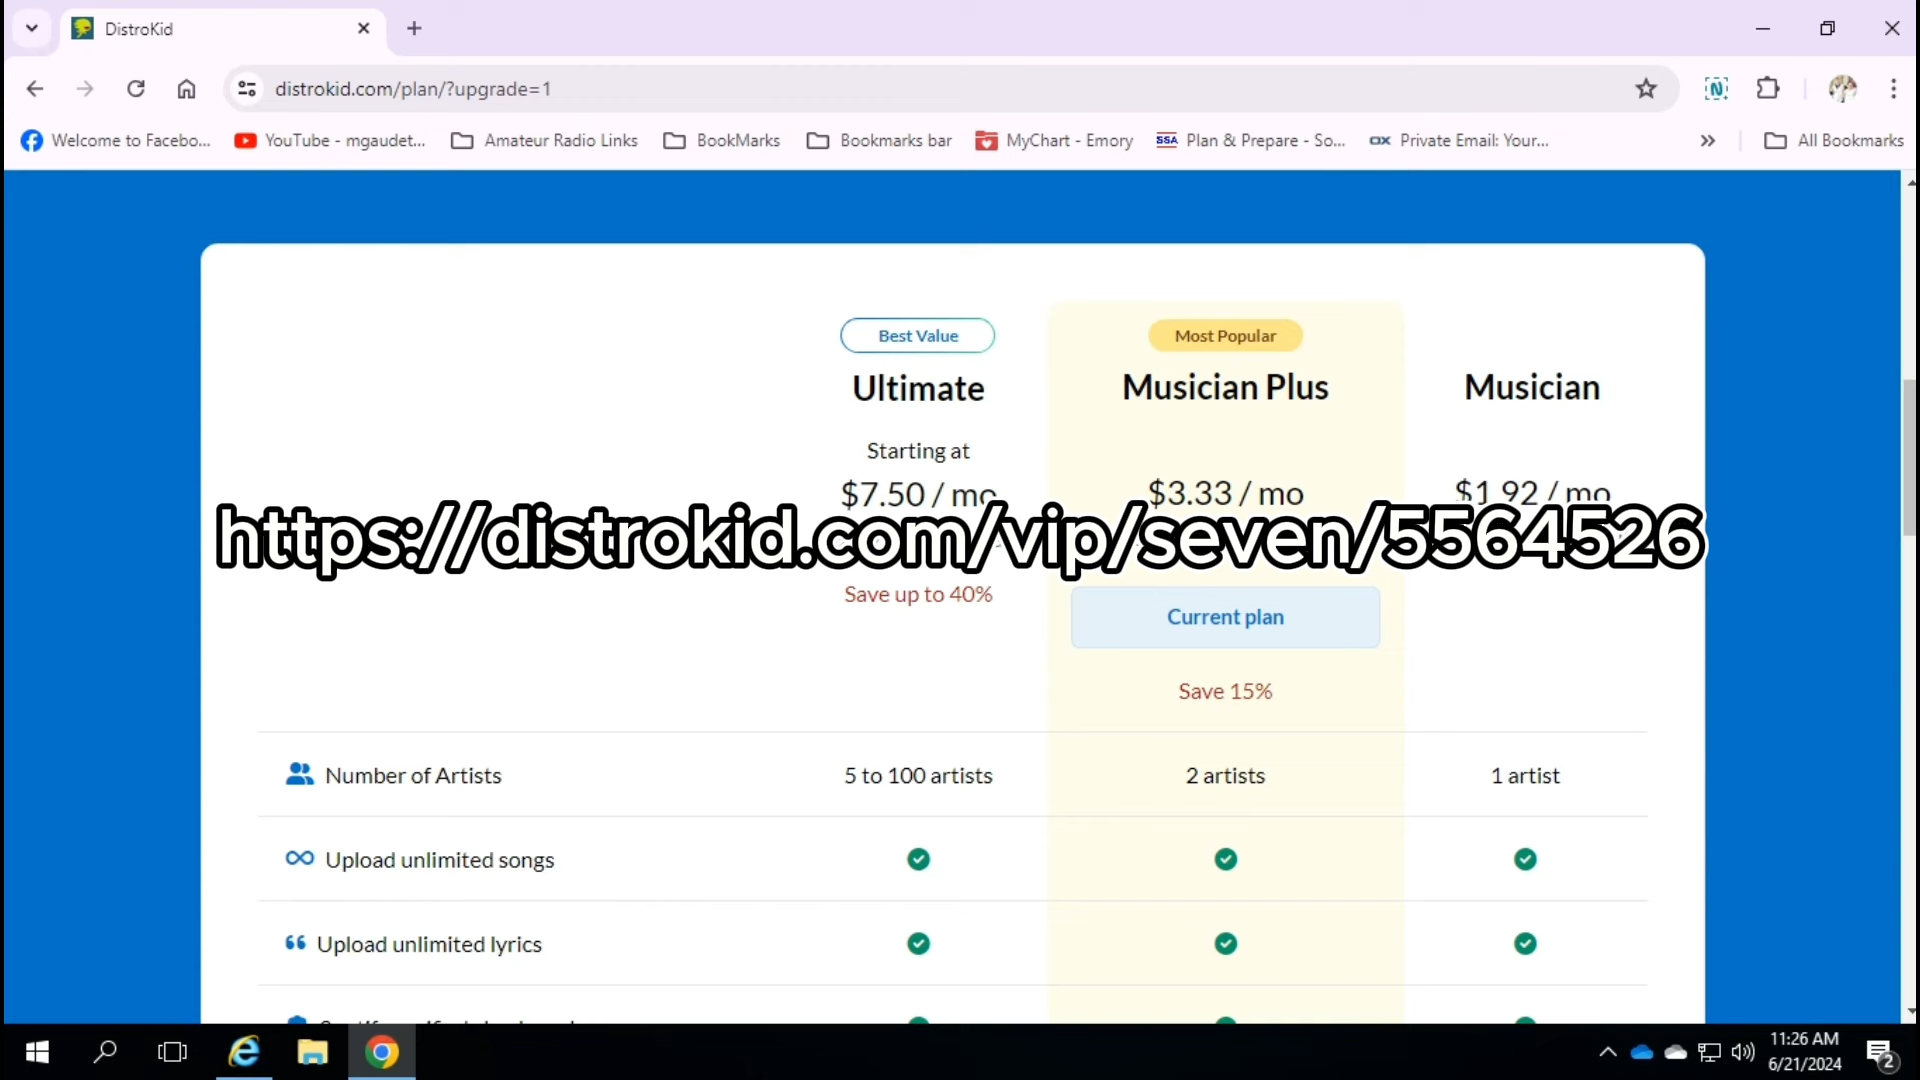 DistroKid
distrokid.com/plan/?upgrade=1
Welcome to Facebo... YouTube - mgaudet... Amateur Radio Links BookMarks Bookmarks bar MyChart - Emory SSA Plan & Prepare - So... OX Private Email: Your... » All Bookmarks
Best Value Most Popular
Ultimate Musician Plus Musician
Starting at
$7.50 / mo $3.33 / mo $1.92 / mo
https://distrokid.com/vip/seven/5564526
Save up to 40%
Current plan
Save 15%
Number of Artists 5 to 100 artists 2 artists 1 artist
Upload unlimited songs
Upload unlimited lyrics
11:26 AM
6/21/2024
2